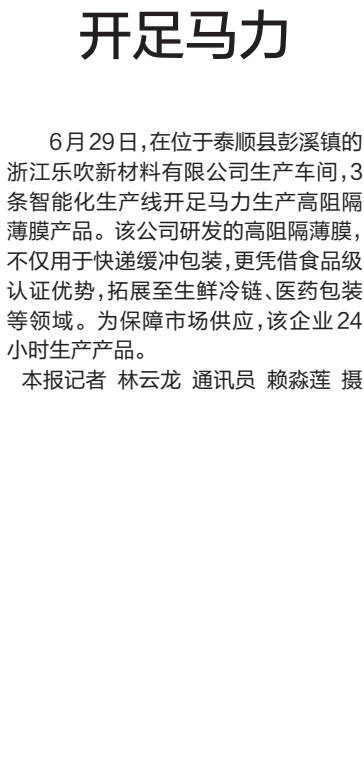 开足马力
6月29日,在位于泰顺县彭溪镇的
浙江乐吹新材料有限公司生产车间,3
条智能化生产线开足马力生产高阻隔
薄膜产品。该公司研发的高阻隔薄膜,
不仅用于快递缓冲包装,更凭借食品级
认证优势,拓展至生鲜冷链、医药包装
等领域。为保障市场供应,该企业24
小时生产产品。
本报记者 林云龙 通讯员 赖淼莲 摄